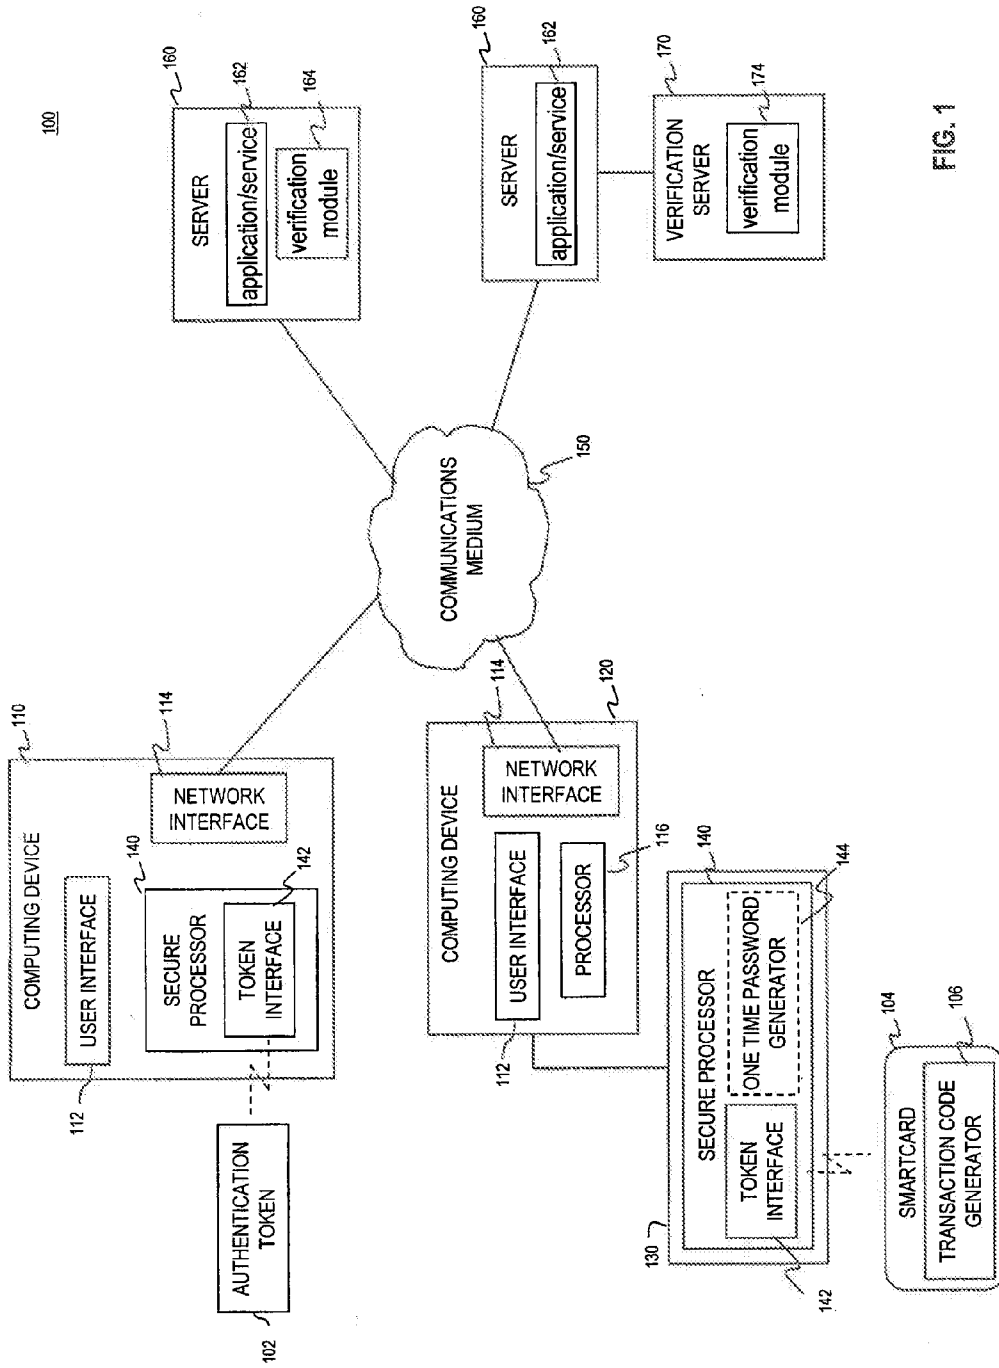 100
160
SERVER
162
application/service
164
verification
module
160
SERVER
162
application/service
170
VERIFICATION
SERVER
174
verification
module
COMMUNICATIONS
MEDIUM
150
110
COMPUTING DEVICE
114
NETWORK
INTERFACE
USER INTERFACE
112
140
SECURE
PROCESSOR
142
TOKEN
INTERFACE
AUTHENTICATION
TOKEN
102
120
COMPUTING DEVICE
114
NETWORK
INTERFACE
USER INTERFACE
112
116
PROCESSOR
130
140
SECURE PROCESSOR
144
ONE TIME PASSWORD
GENERATOR
TOKEN
INTERFACE
142
104
SMARTCARD
106
TRANSACTION CODE
GENERATOR
FIG. 1